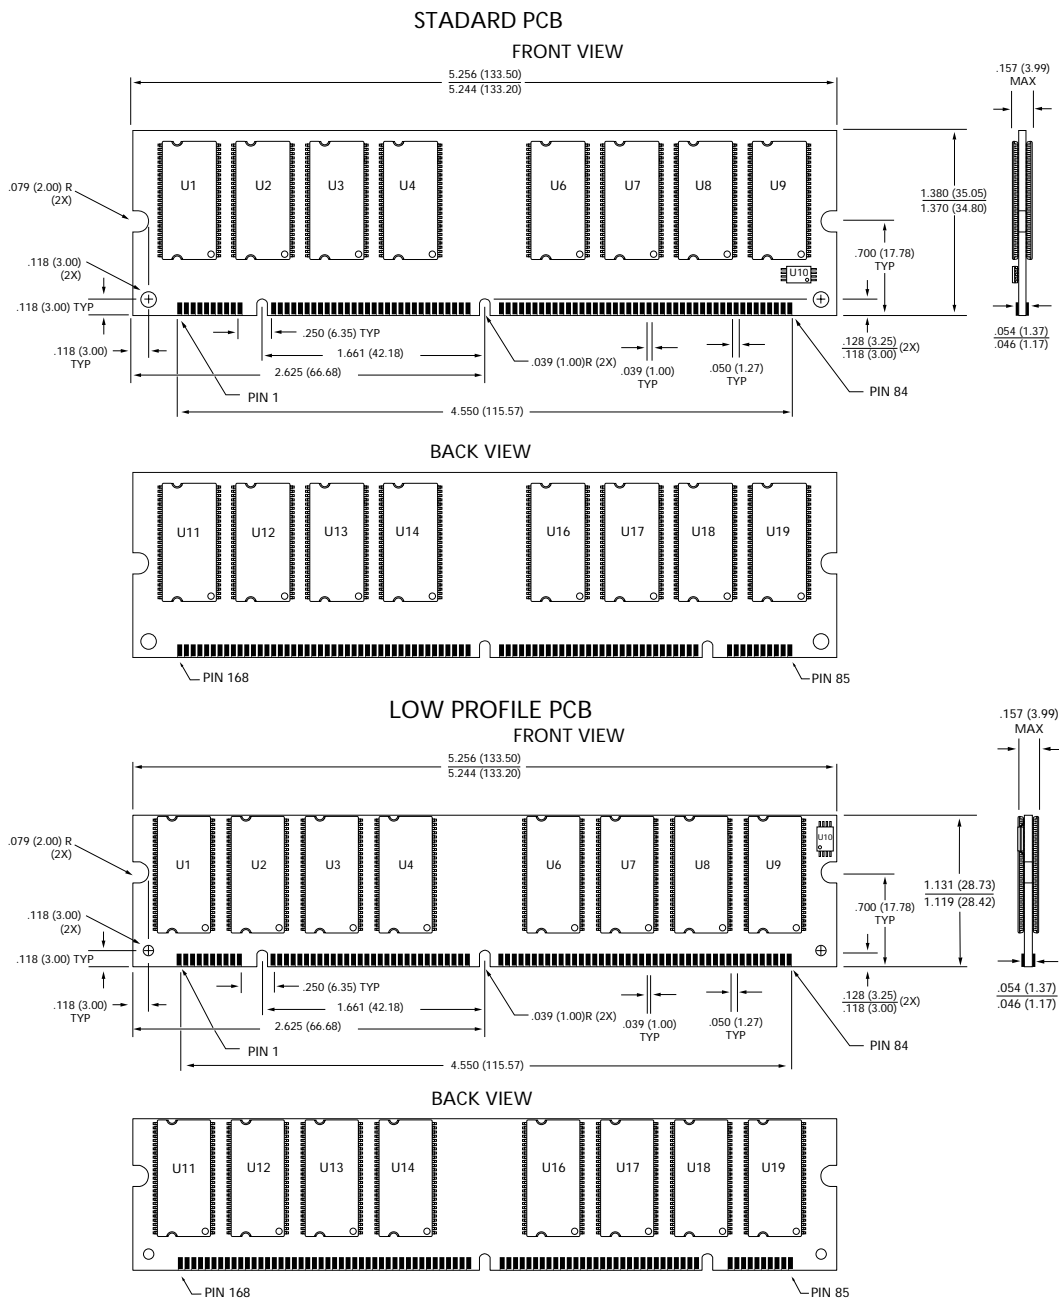 STADARD PCB
FRONT VIEW
5.256 (133.50)
5.244 (133.20)
.157 (3.99)
MAX
.079 (2.00) R
(2X)
U1
U2
U3
U4
U6
U7
U8
U9
1.380 (35.05)
1.370 (34.80)
.118 (3.00)
(2X)
.700 (17.78)
TYP
U10
.118 (3.00) TYP
.118 (3.00)
TYP
.250 (6.35) TYP
1.661 (42.18)
2.625 (66.68)
.039 (1.00)R (2X)
.039 (1.00)
TYP
.050 (1.27)
TYP
.128 (3.25)
.118 (3.00)
(2X)
.054 (1.37)
.046 (1.17)
PIN 1
PIN 84
4.550 (115.57)
BACK VIEW
U11
U12
U13
U14
U16
U17
U18
U19
PIN 168
PIN 85
LOW PROFILE PCB
FRONT VIEW
5.256 (133.50)
5.244 (133.20)
.157 (3.99)
MAX
.079 (2.00) R
(2X)
U1
U2
U3
U4
U6
U7
U8
U9
U10
1.131 (28.73)
1.119 (28.42)
.118 (3.00)
(2X)
.700 (17.78)
TYP
.118 (3.00) TYP
.118 (3.00)
TYP
.250 (6.35) TYP
1.661 (42.18)
2.625 (66.68)
.039 (1.00)R (2X)
.039 (1.00)
TYP
.050 (1.27)
TYP
.128 (3.25)
.118 (3.00)
(2X)
.054 (1.37)
.046 (1.17)
PIN 1
PIN 84
4.550 (115.57)
BACK VIEW
U11
U12
U13
U14
U16
U17
U18
U19
PIN 168
PIN 85